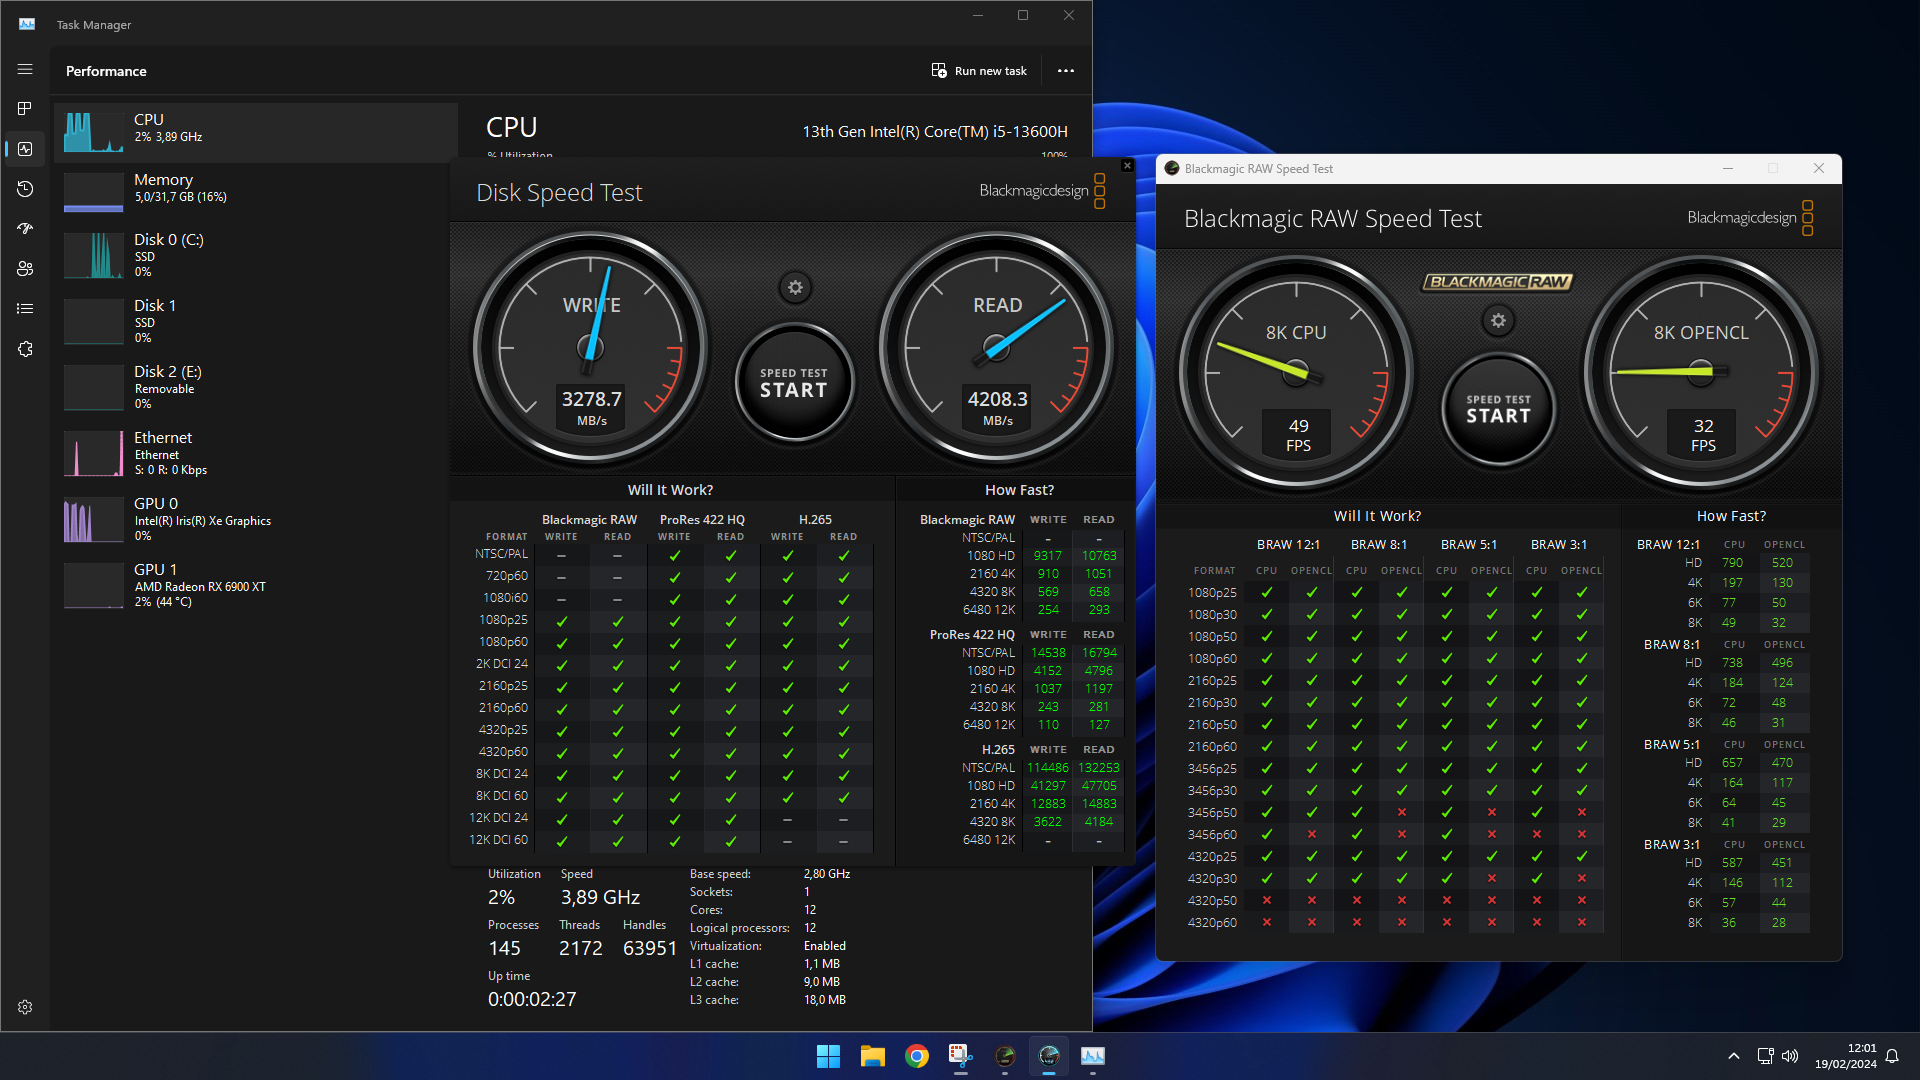 Task Manager
Performance
Run new task
CPU
2% 3,89 GHz
Memory
5,0/31,7 GB (16%)
Disk 0 (C:)
SSD
0%
Disk 1
SSD
0%
Disk 2 (E:)
Removable
0%
Ethernet
Ethernet
S: 0 R: 0 Kbps
GPU 0
Intel(R) Iris(R) Xe Graphics
0%
GPU 1
AMD Radeon RX 6900 XT
2% (44 °C)
CPU 13th Gen Intel(R) Core(TM) i5-13600H
% Utilization 100%
Disk Speed Test Blackmagicdesign
WRITE
3278.7
MB/s
SPEED TEST
START
READ
4208.3
MB/s
Will It Work?
Blackmagic RAW ProRes 422 HQ H.265
FORMAT WRITE READ WRITE READ WRITE READ
NTSC/PAL – – ✓ ✓ ✓ ✓
720p60 – – ✓ ✓ ✓ ✓
1080i60 – – ✓ ✓ ✓ ✓
1080p25 ✓ ✓ ✓ ✓ ✓ ✓
1080p60 ✓ ✓ ✓ ✓ ✓ ✓
2K DCI 24 ✓ ✓ ✓ ✓ ✓ ✓
2160p25 ✓ ✓ ✓ ✓ ✓ ✓
2160p60 ✓ ✓ ✓ ✓ ✓ ✓
4320p25 ✓ ✓ ✓ ✓ ✓ ✓
4320p60 ✓ ✓ ✓ ✓ ✓ ✓
8K DCI 24 ✓ ✓ ✓ ✓ ✓ ✓
8K DCI 60 ✓ ✓ ✓ ✓ ✓ ✓
12K DCI 24 ✓ ✓ ✓ ✓ – –
12K DCI 60 ✓ ✓ ✓ ✓ – –
How Fast?
Blackmagic RAW WRITE READ
NTSC/PAL - -
1080 HD 9317 10763
2160 4K 910 1051
4320 8K 569 658
6480 12K 254 293
ProRes 422 HQ WRITE READ
NTSC/PAL 14538 16794
1080 HD 4152 4796
2160 4K 1037 1197
4320 8K 243 281
6480 12K 110 127
H.265 WRITE READ
NTSC/PAL 114486 132253
1080 HD 41297 47705
2160 4K 12883 14883
4320 8K 3622 4184
6480 12K - -
Utilization Speed
2% 3,89 GHz
Processes Threads Handles
145 2172 63951
Up time
0:00:02:27
Base speed: 2,80 GHz
Sockets: 1
Cores: 12
Logical processors: 12
Virtualization: Enabled
L1 cache: 1,1 MB
L2 cache: 9,0 MB
L3 cache: 18,0 MB
Blackmagic RAW Speed Test
Blackmagic RAW Speed Test Blackmagicdesign
8K CPU
49
FPS
BLACKMAGIC RAW
SPEED TEST
START
8K OPENCL
32
FPS
Will It Work?
BRAW 12:1 BRAW 8:1 BRAW 5:1 BRAW 3:1
FORMAT CPU OPENCL CPU OPENCL CPU OPENCL CPU OPENCL
1080p25 ✓ ✓ ✓ ✓ ✓ ✓ ✓ ✓
1080p30 ✓ ✓ ✓ ✓ ✓ ✓ ✓ ✓
1080p50 ✓ ✓ ✓ ✓ ✓ ✓ ✓ ✓
1080p60 ✓ ✓ ✓ ✓ ✓ ✓ ✓ ✓
2160p25 ✓ ✓ ✓ ✓ ✓ ✓ ✓ ✓
2160p30 ✓ ✓ ✓ ✓ ✓ ✓ ✓ ✓
2160p50 ✓ ✓ ✓ ✓ ✓ ✓ ✓ ✓
2160p60 ✓ ✓ ✓ ✓ ✓ ✓ ✓ ✓
3456p25 ✓ ✓ ✓ ✓ ✓ ✓ ✓ ✓
3456p30 ✓ ✓ ✓ ✓ ✓ ✓ ✓ ✓
3456p50 ✓ ✓ ✓ × ✓ × ✓ ×
3456p60 ✓ × ✓ × ✓ × × ×
4320p25 ✓ ✓ ✓ ✓ ✓ ✓ ✓ ✓
4320p30 ✓ ✓ ✓ ✓ ✓ × ✓ ×
4320p50 × × × × × × × ×
4320p60 × × × × × × × ×
How Fast?
BRAW 12:1 CPU OPENCL
HD 790 520
4K 197 130
6K 77 50
8K 49 32
BRAW 8:1 CPU OPENCL
HD 738 496
4K 184 124
6K 72 48
8K 46 31
BRAW 5:1 CPU OPENCL
HD 657 470
4K 164 117
6K 64 45
8K 41 29
BRAW 3:1 CPU OPENCL
HD 587 451
4K 146 112
6K 57 44
8K 36 28
12:01
19/02/2024